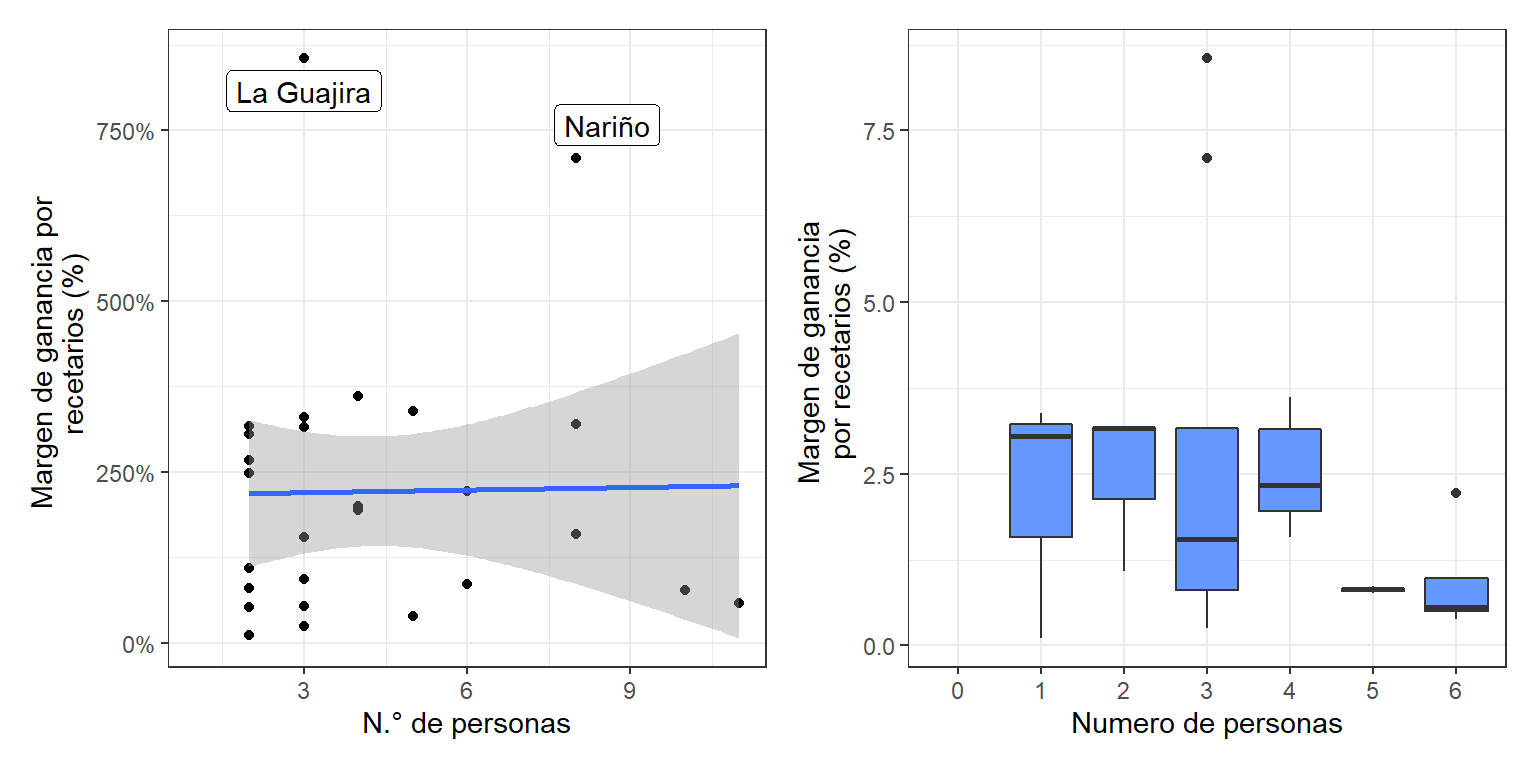 Margen de ganancia por
recetarios (%)
750%
500%
250%
0%
La Guajira
Nariño
3
6
9
N.° de personas
Margen de ganancia
por recetarios (%)
7.5
5.0
2.5
0.0
0
1
2
3
4
5
6
Numero de personas